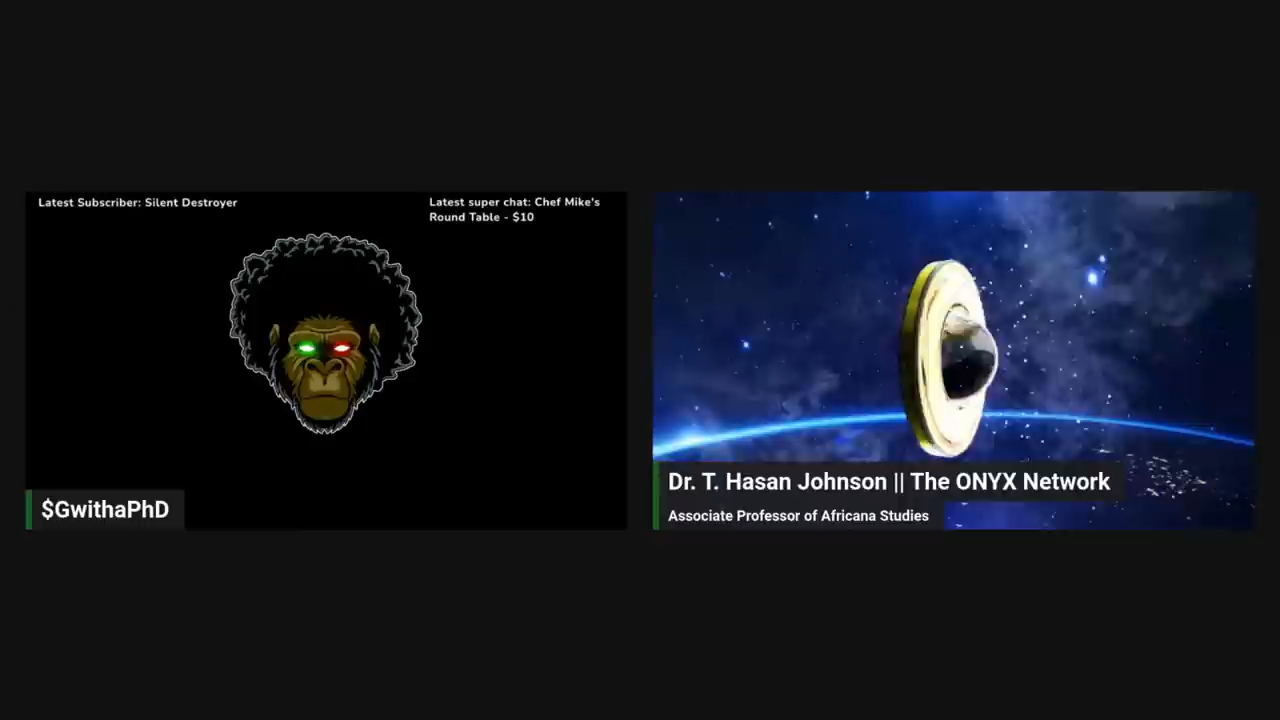 Latest Subscriber: Silent Destroyer
Latest super chat: Chef Mike's
Round Table - $10
$GwithaPhD
Dr. T. Hasan Johnson || The ONYX Network
Associate Professor of Africana Studies